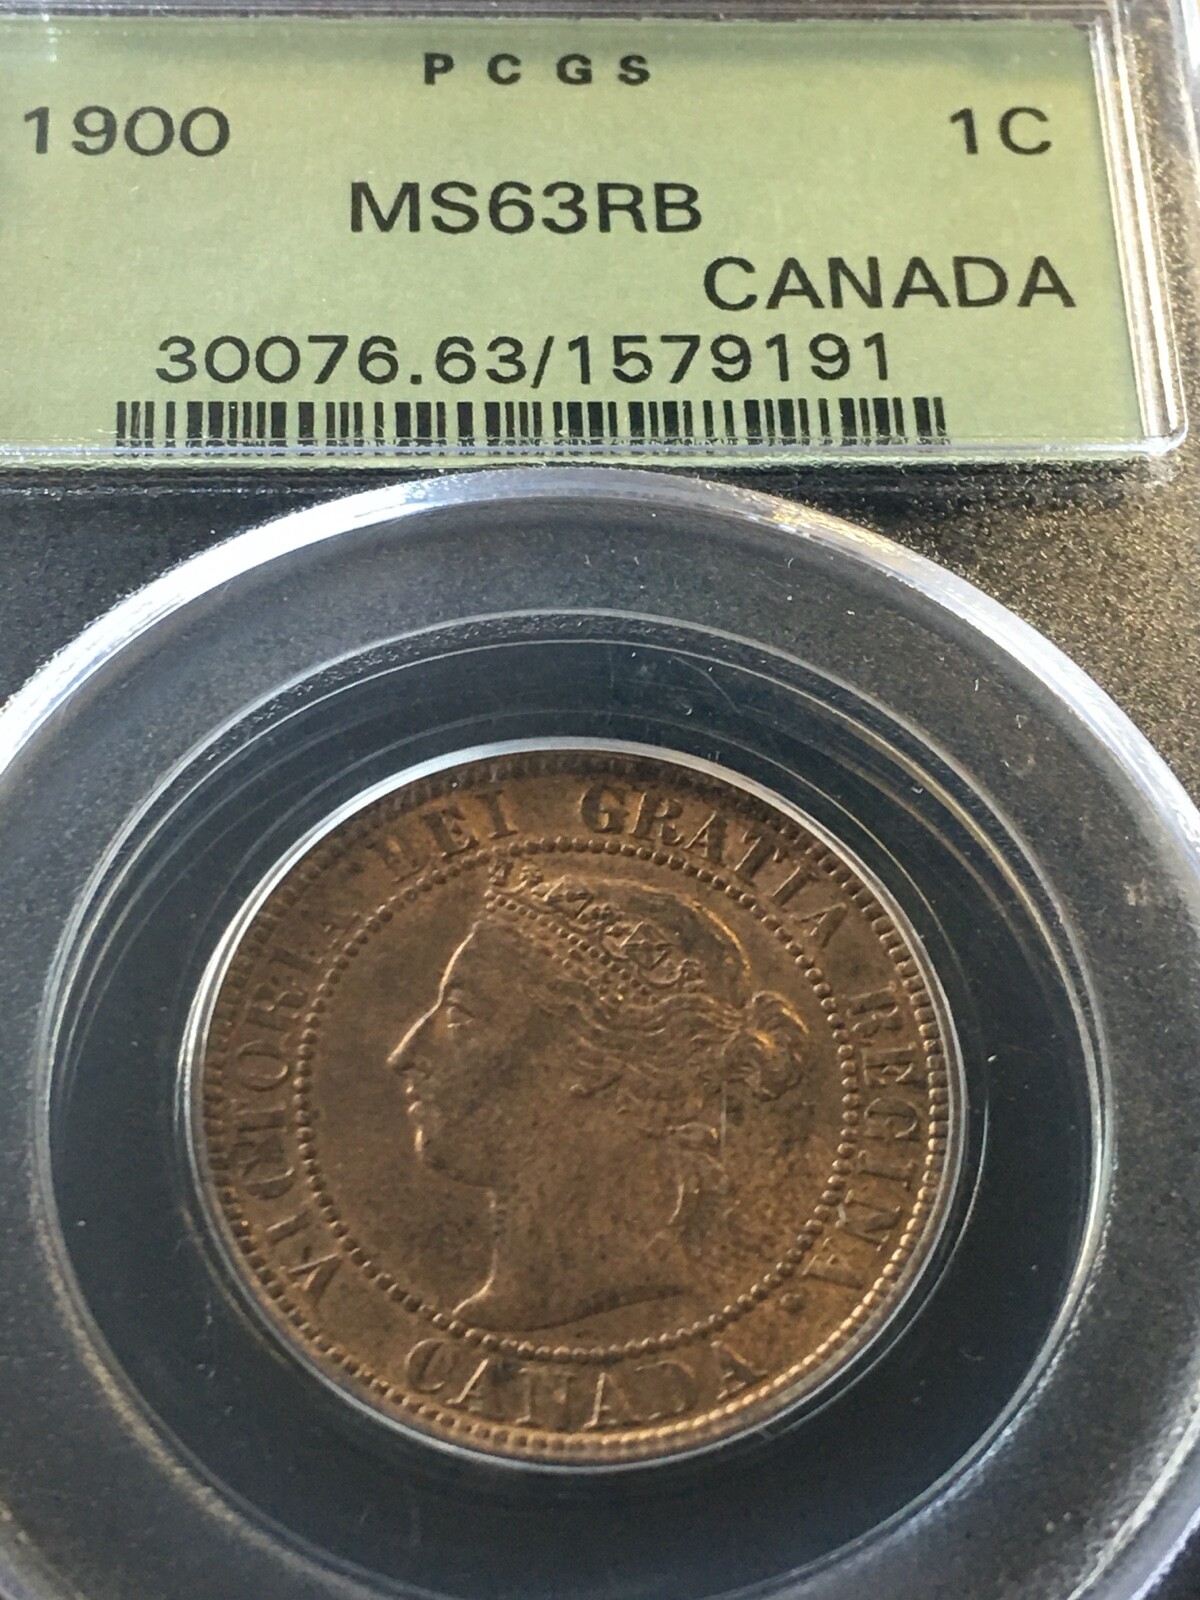 PCGS
1900 1C
MS63RB
CANADA
30076.63/1579191
VICTORIA DEI GRATIA REGINA.
CANADA